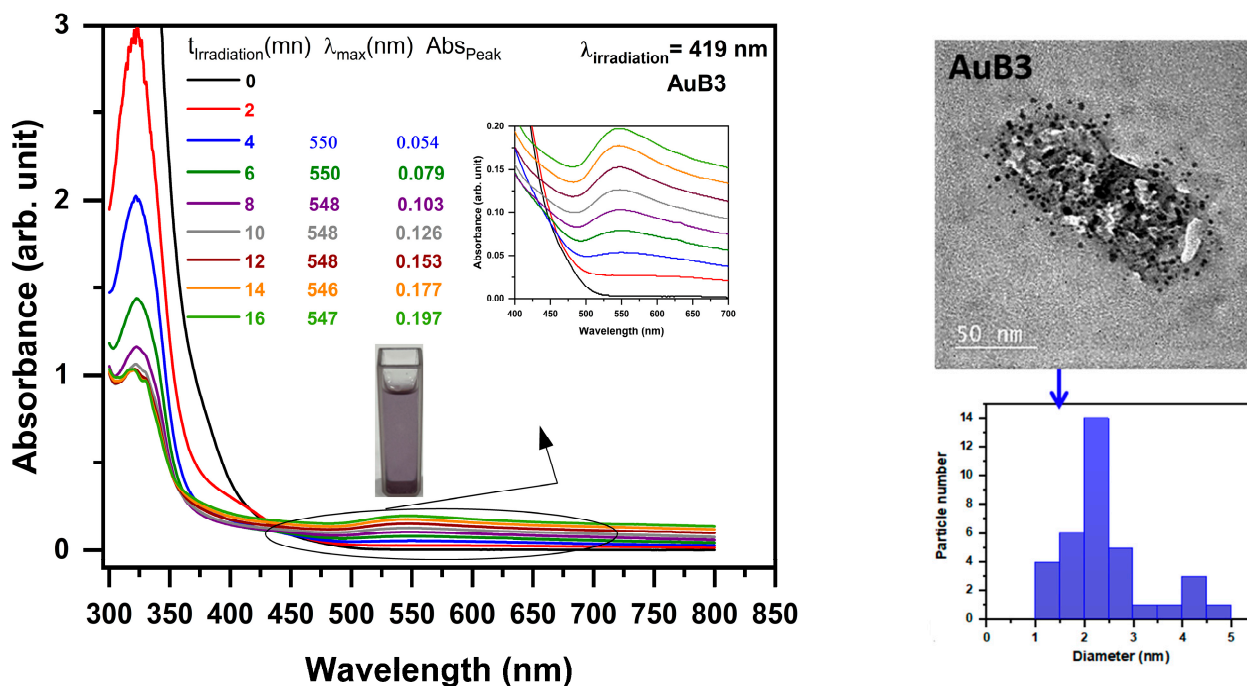 t_Irradiation(mn) λ_max(nm) Abs_Peak
λ_irradiation = 419 nm
AuB3
0
2
4 550 0.054
6 550 0.079
8 548 0.103
10 548 0.126
12 548 0.153
14 546 0.177
16 547 0.197
Absorbance (arb. unit)
3
2
1
0
300 350 400 450 500 550 600 650 700 750 800 850
Wavelength (nm)
Absorbance (arb. unit)
0.20
0.15
0.10
0.05
0.00
400 450 500 550 600 650 700
Wavelength (nm)
AuB3
50 nm
Particle number
14
12
10
8
6
4
2
0
0 1 2 3 4 5
Diameter (nm)